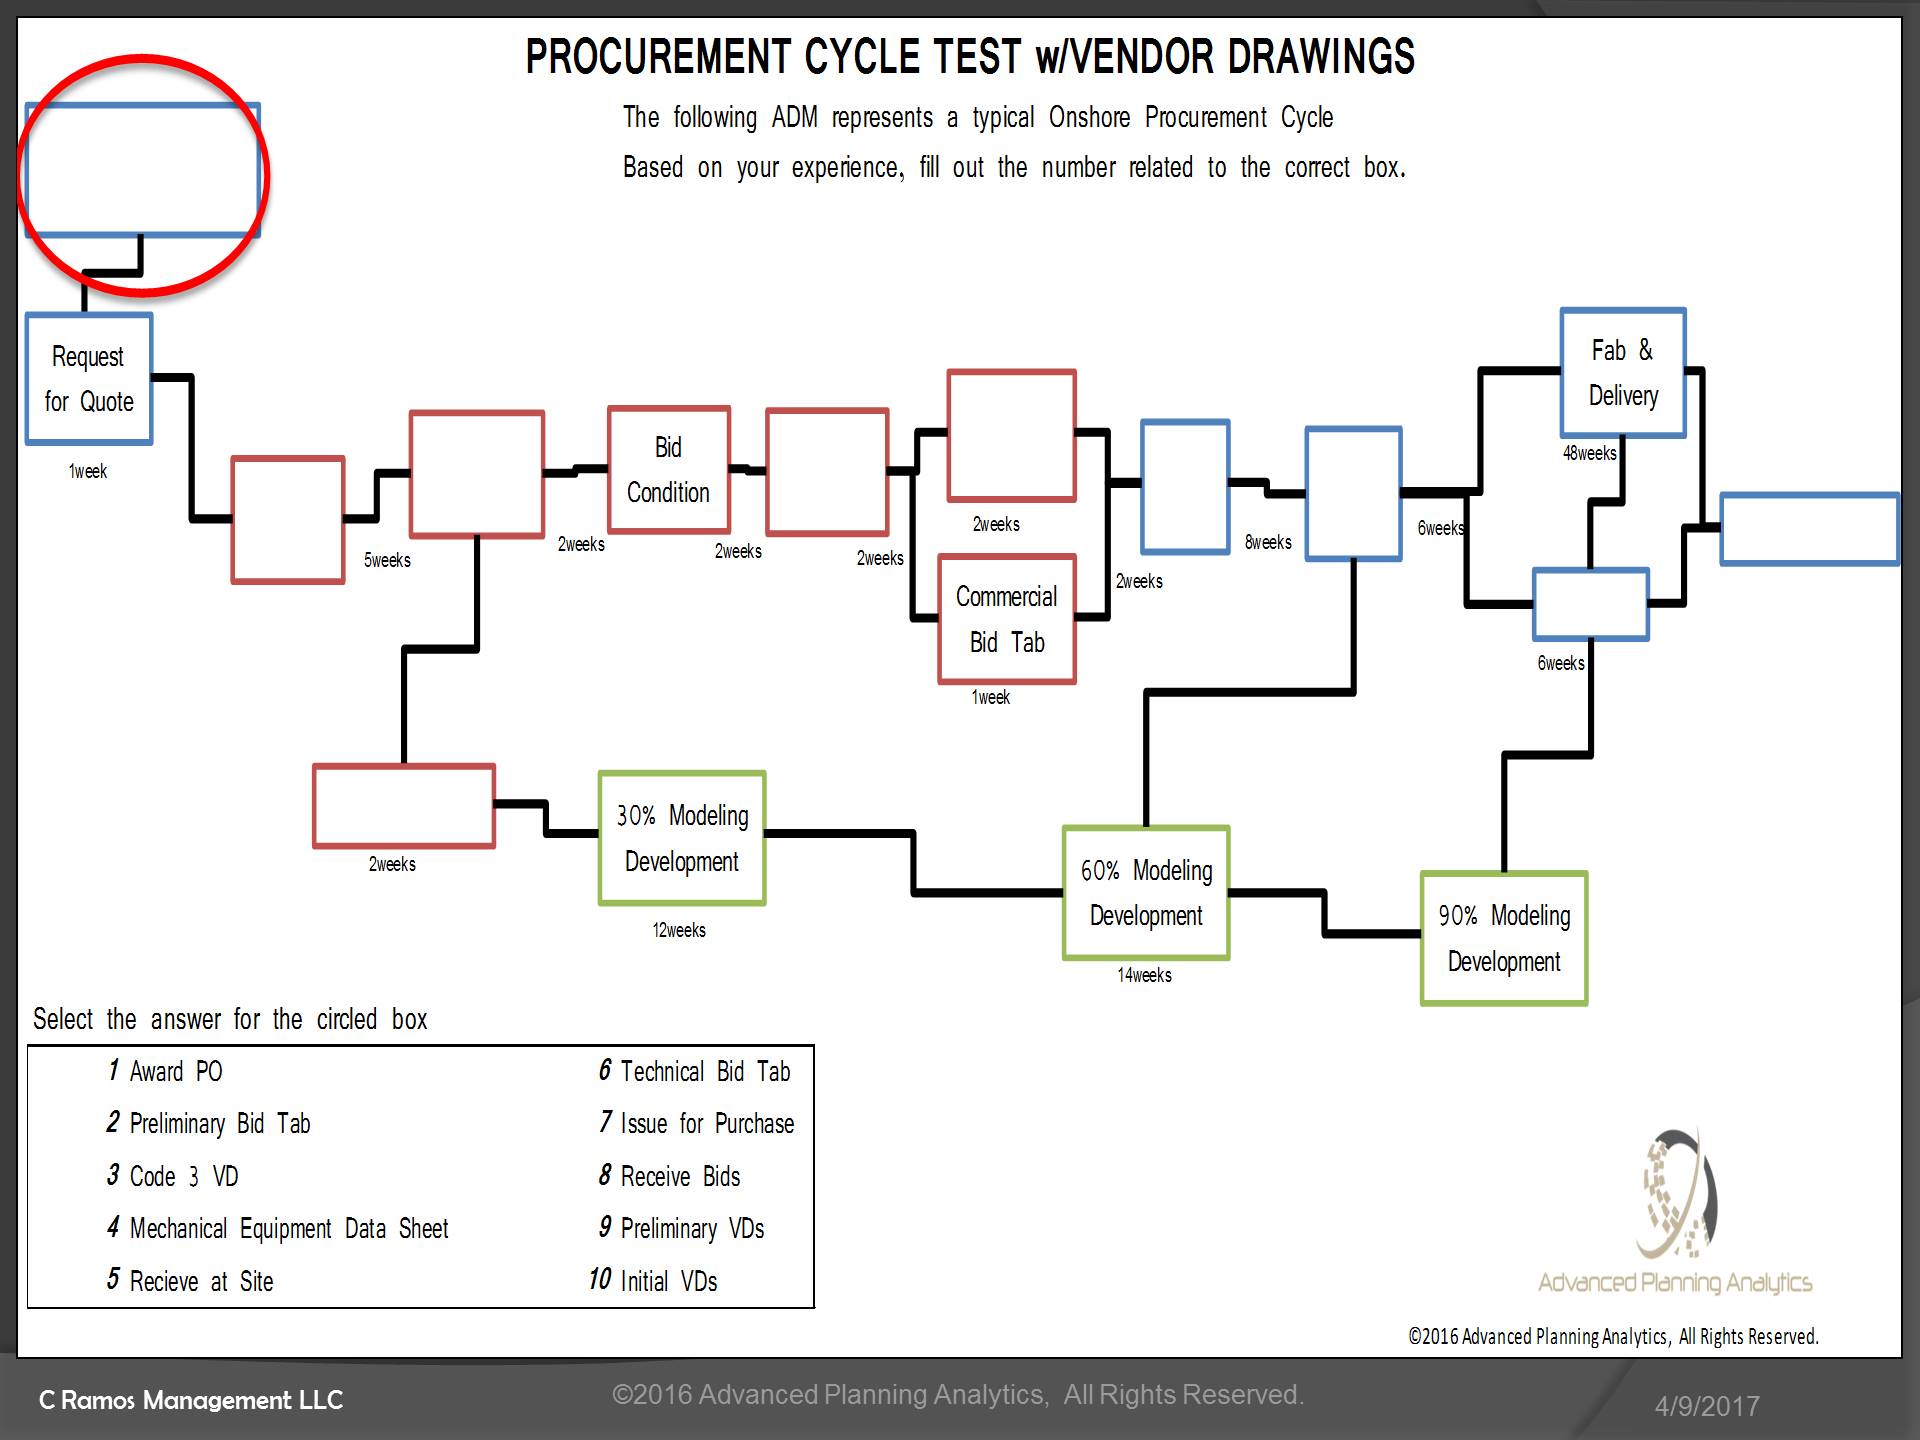 PROCUREMENT CYCLE TEST w/VENDOR DRAWINGS
The following ADM represents a typical Onshore Procurement Cycle
Based on your experience, fill out the number related to the correct box.
Request
for Quote
1week
5weeks
2weeks
Bid
Condition
2weeks
2weeks
2weeks
Commercial
Bid Tab
1week
2weeks
8weeks
6weeks
Fab &
Delivery
48weeks
6weeks
2weeks
30% Modeling
Development
12weeks
60% Modeling
Development
14weeks
90% Modeling
Development
Select the answer for the circled box
1 Award PO
2 Preliminary Bid Tab
3 Code 3 VD
4 Mechanical Equipment Data Sheet
5 Recieve at Site
6 Technical Bid Tab
7 Issue for Purchase
8 Receive Bids
9 Preliminary VDs
10 Initial VDs
Advanced Planning Analytics
©2016 Advanced Planning Analytics, All Rights Reserved.
C Ramos Management LLC
©2016 Advanced Planning Analytics, All Rights Reserved.
4/9/2017